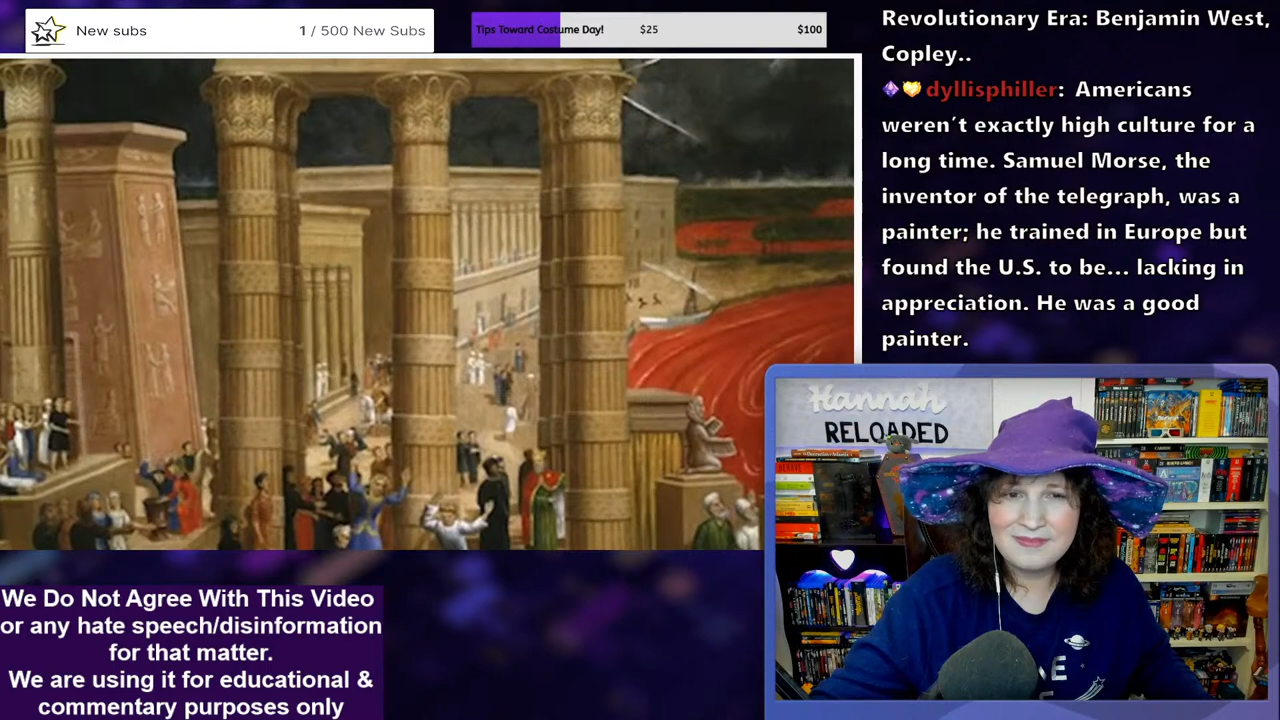 New subs
1 / 500 New Subs
Tips Toward Costume Day!
$25
$100
Revolutionary Era: Benjamin West,
Copley..
dyllisphiller: Americans
weren't exactly high culture for a
long time. Samuel Morse, the
inventor of the telegraph, was a
painter; he trained in Europe but
found the U.S. to be... lacking in
appreciation. He was a good
painter.
Hannah
RELOADED
We Do Not Agree With This Video
or any hate speech/disinformation
for that matter.
We are using it for educational &
commentary purposes only